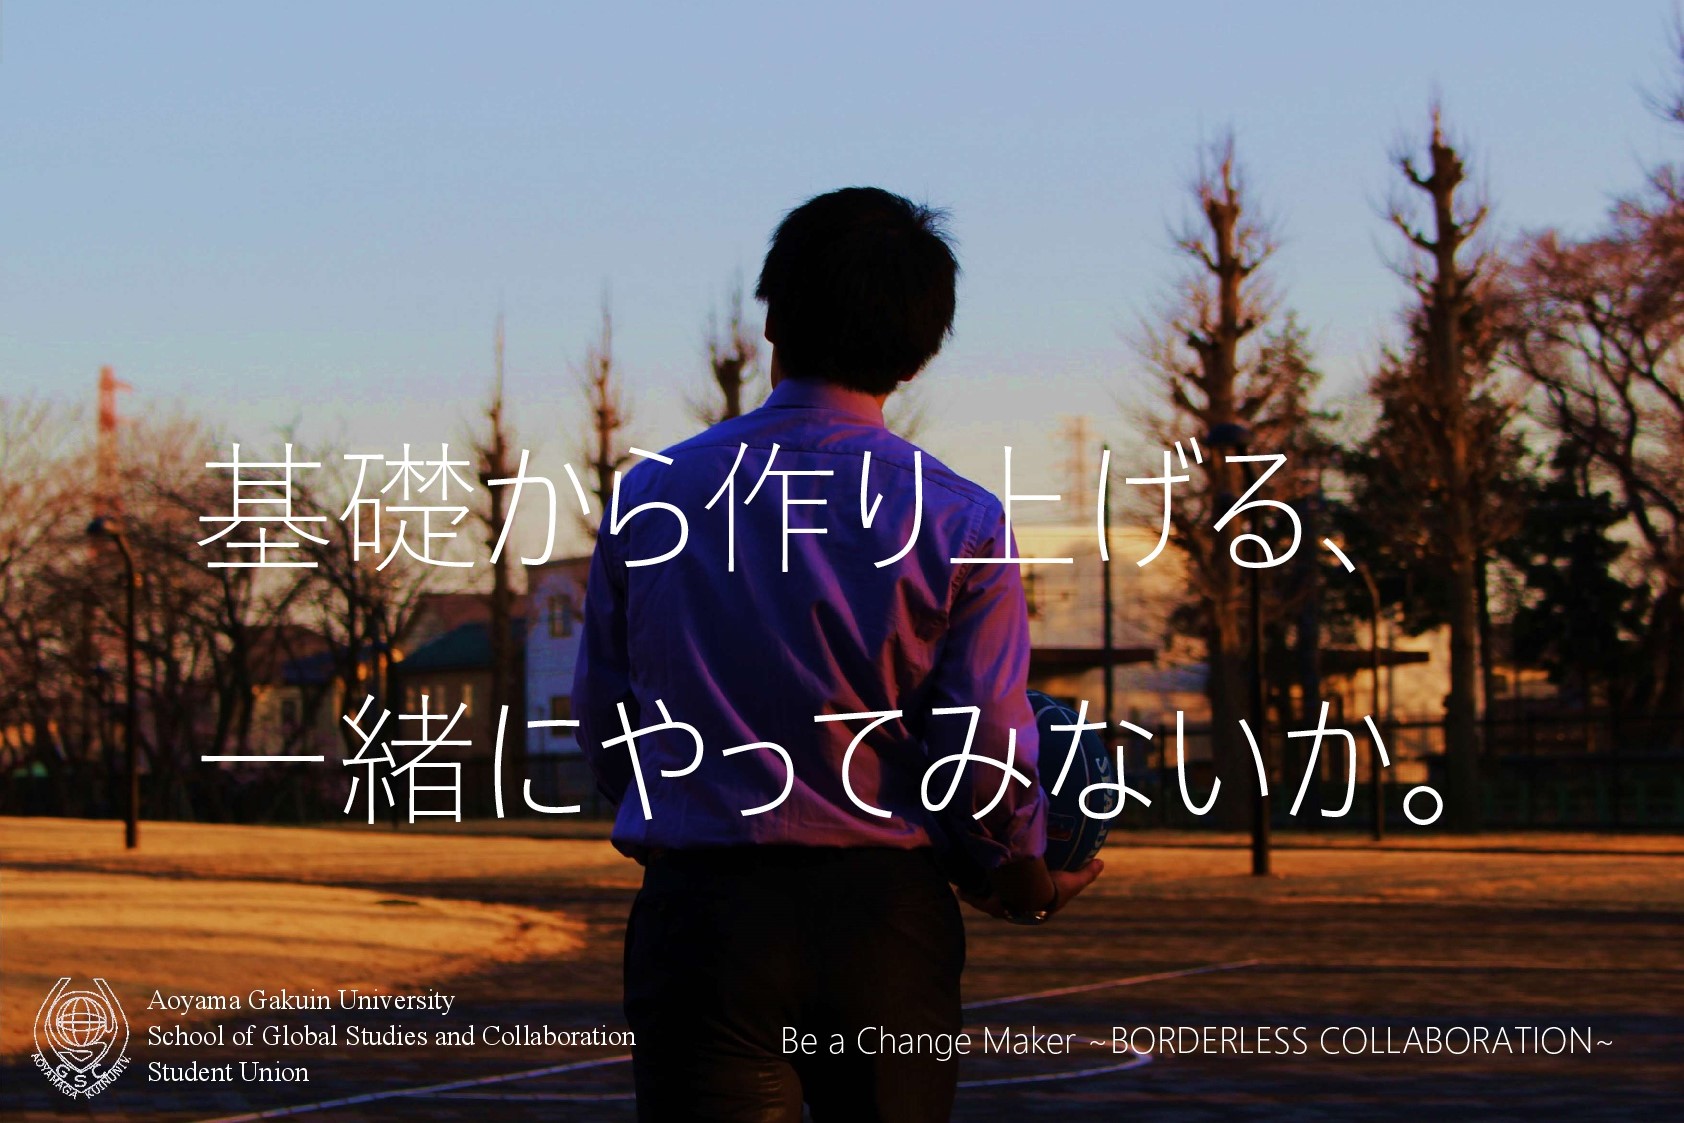 基礎から作り上げる、
一緒にやってみないか。
Aoyama Gakuin University
School of Global Studies and Collaboration
Student Union
Be a Change Maker ~BORDERLESS COLLABORATION~
GSC